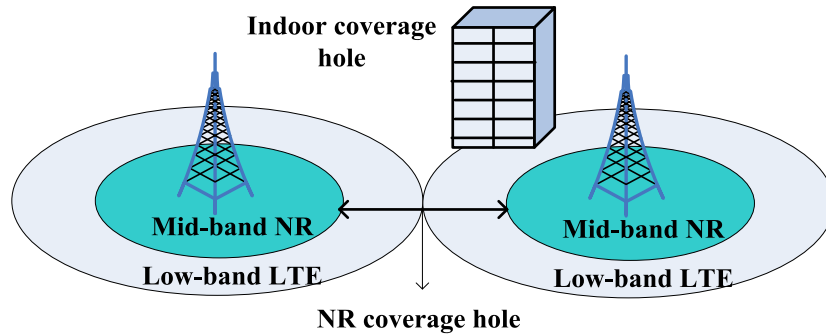 Indoor coverage
hole
Mid-band NR
Low-band LTE
Mid-band NR
Low-band LTE
NR coverage hole